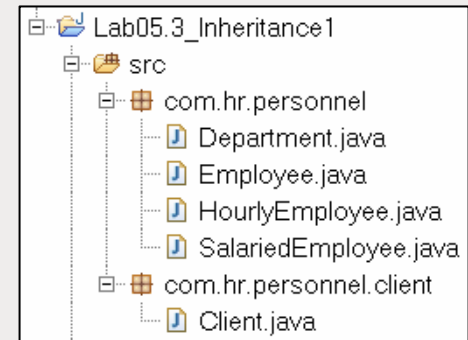 Lab05.3_Inheritance1
src
com.hr.personnel
Department.java
Employee.java
HourlyEmployee.java
SalariedEmployee.java
com.hr.personnel.client
Client.java